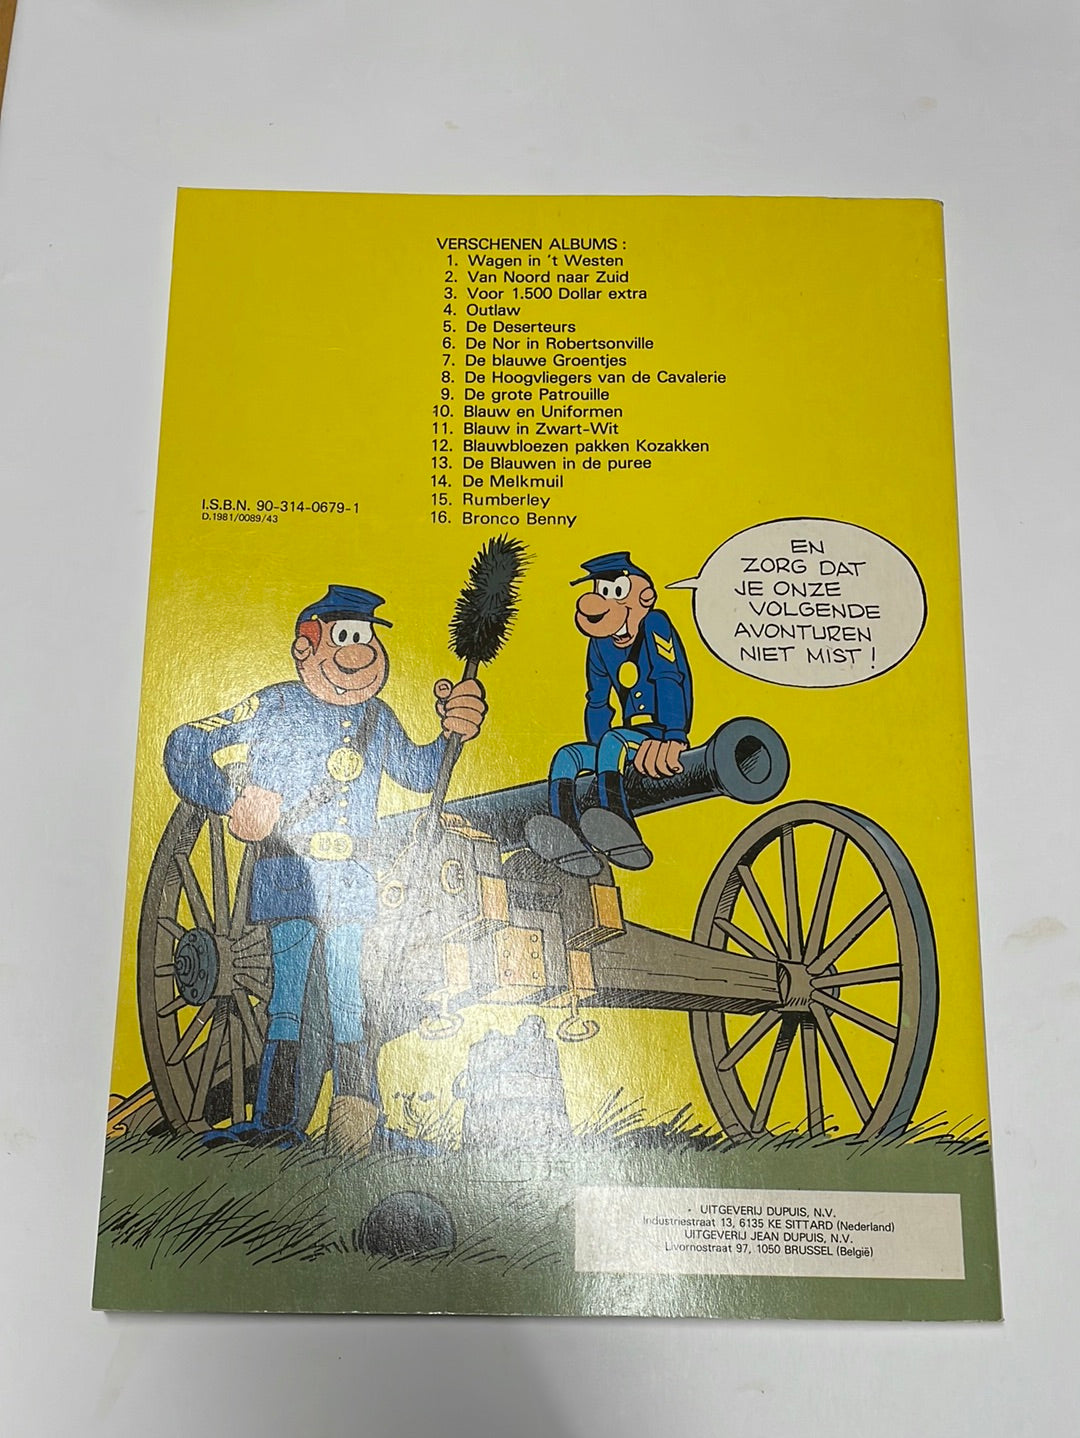 VERSCHENEN ALBUMS :
1. Wagen in 't Westen
2. Van Noord naar Zuid
3. Voor 1.500 Dollar extra
4. Outlaw
5. De Deserteurs
6. De Nor in Robertsonville
7. De blauwe Groentjes
8. De Hoogvliegers van de Cavalerie
9. De grote Patrouille
10. Blauw en Uniformen
11. Blauw in Zwart-Wit
12. Blauwbloezen pakken Kozakken
13. De Blauwen in de puree
14. De Melkmuil
15. Rumberley
16. Bronco Benny
I.S.B.N. 90-314-0679-1
D.1981/0089/43
EN
ZORG DAT
JE ONZE
VOLGENDE
AVONTUREN
NIET MIST !
UITGEVERIJ DUPUIS, N.V.
Industriestraat 13, 6135 KE SITTARD (Nederland)
UITGEVERIJ JEAN DUPUIS, N.V.
Livornostraat 97, 1050 BRUSSEL (België)